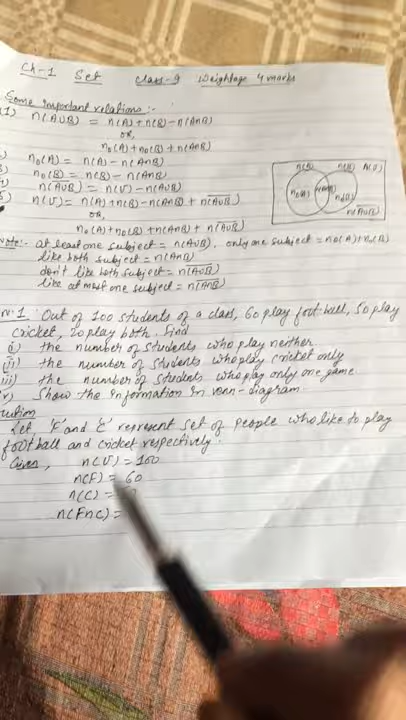 Ch-1 Set Class-9 Weightage 4 marks
Some important relations:-
1) n(A∪B) = n(A)+n(B)-n(A∩B)
or,
n₀(A)+n₀(B)+n(A∩B)
n₀(A) = n(A)-n(A∩B)
n₀(B) = n(B)-n(A∩B)
n(A∪B) = n(U)-n(A∪B)
5) n(U) = n(A)+n(B)-n(A∩B)+n(A∪B)
or,
n₀(A)+n₀(B)+n(A∩B)+n(A∪B)
n(A) n(B) n(U)
n₀(A) n(A∩B) n₀(B)
n(A∪B)
Note:- at least one subject = n(A∪B), only one subject = n₀(A)+n₀(B)
like both subject = n(A∩B)
don't like both subject = n(A∪B)
like at most one subject = n(A∩B)
N.1 Out of 100 students of a class, 60 play foot-ball, 50 play
cricket, 20 play both. Find
(i) the number of students who play neither
(ii) the number of students who play cricket only
iii) the number of students who play only one game
v) Show the information in venn-diagram.
ution
Let 'F' and 'C' represent set of people who like to play
football and cricket respectively.
Given, n(U) = 100
n(F) = 60
n(C) =
n(F∩C) =